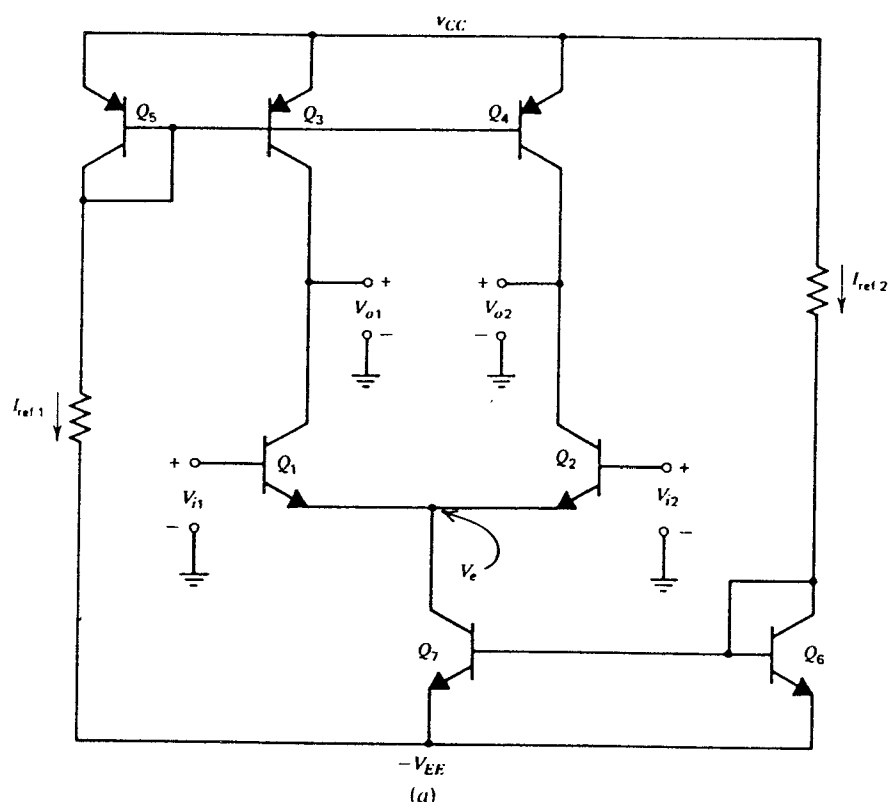 V_CC
Q_5
Q_3
Q_4
I_ref 2
+ +
V_o1 V_o2
- -
I_ref 1
+ Q_1 Q_2 +
V_i1 V_i2
- -
V_e
Q_7 Q_6
-V_EE
(a)